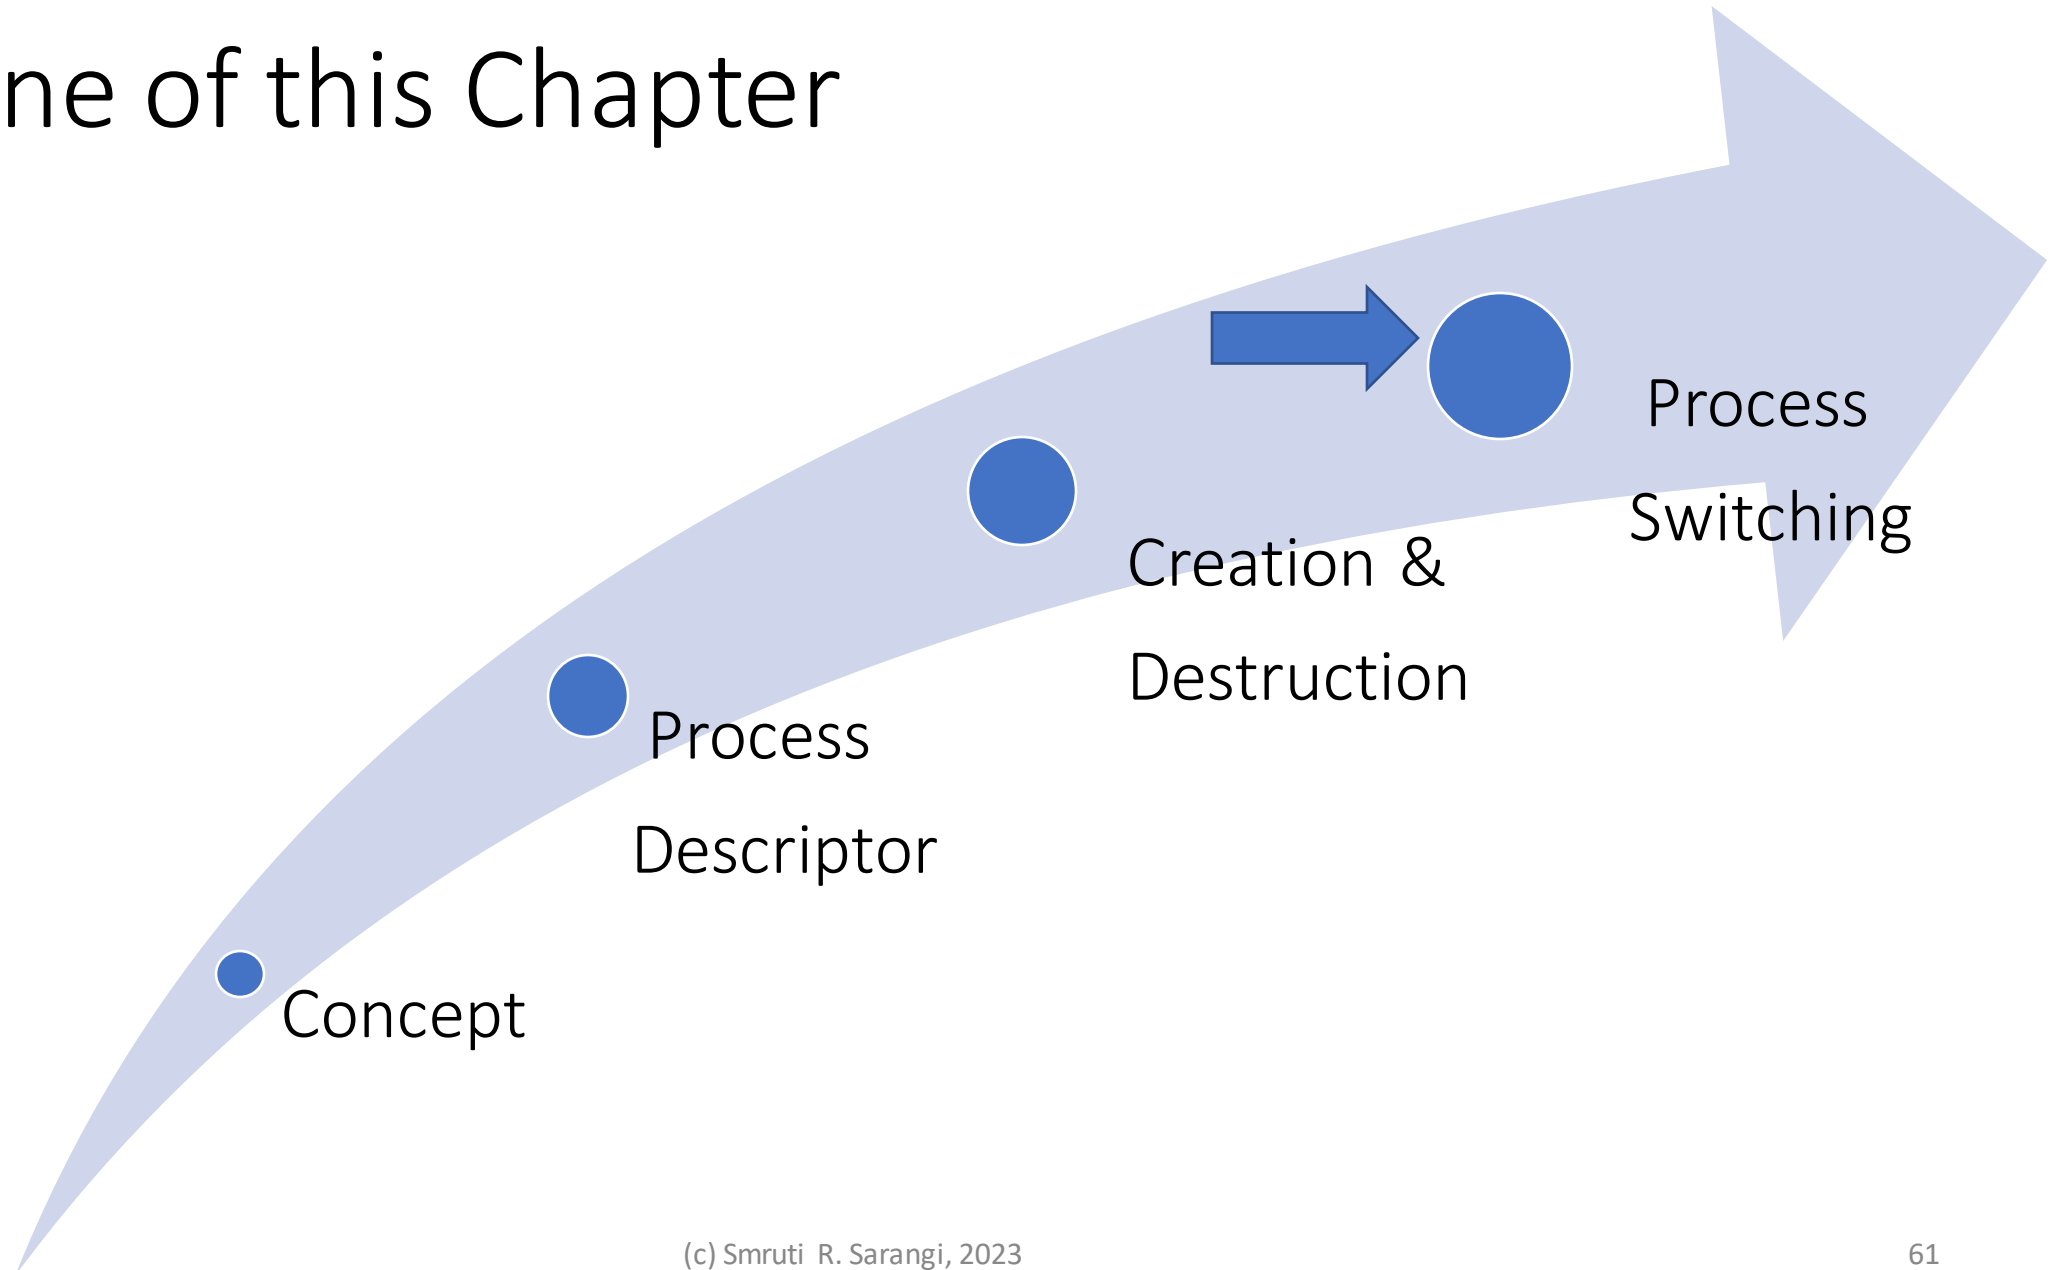 ne of this Chapter
Process
Switching
Creation &
Destruction
Process
Descriptor
Concept
(c) Smruti R. Sarangi, 2023
61